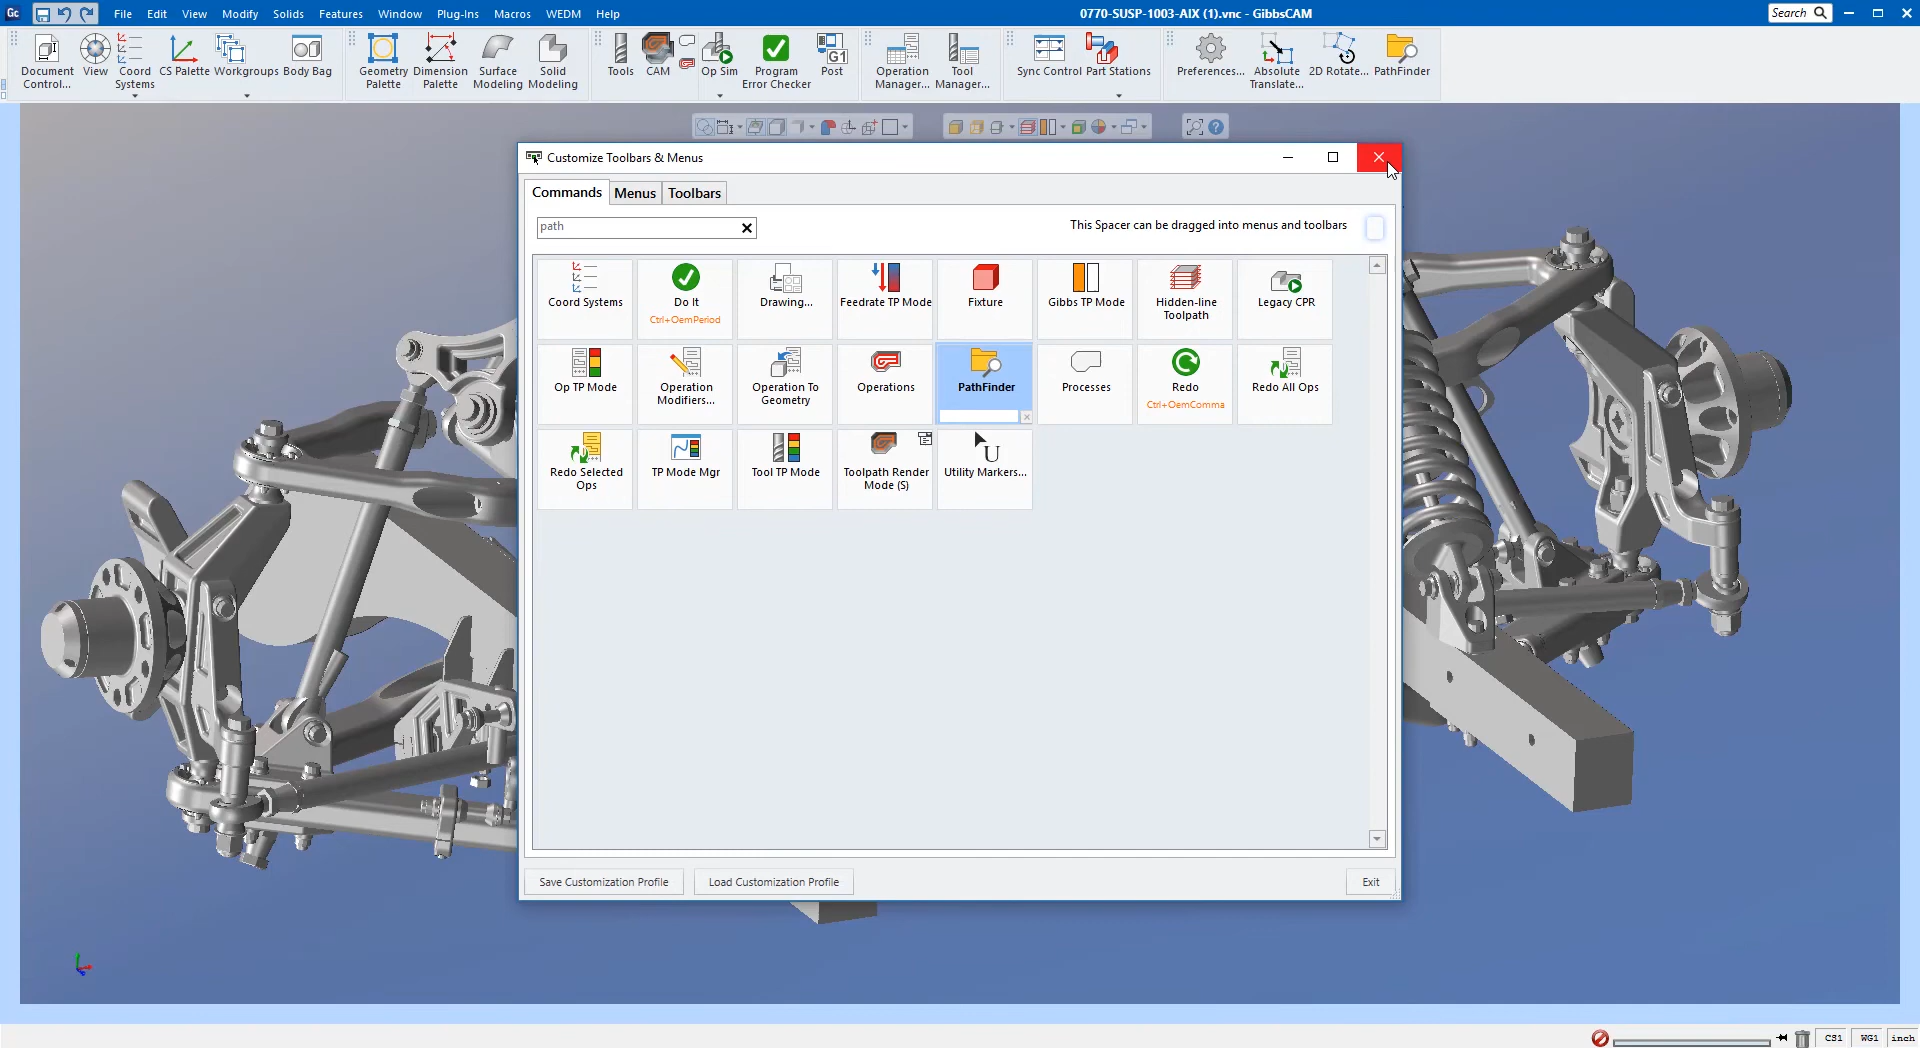 Gc File Edit View Modify Solids Features Window Plug-Ins Macros WEDM Help 0770-SUSP-1003-AIX (1).vnc - GibbsCAM Search
Document Control...
View
Coord Systems
CS Palette
Workgroups
Body Bag
Geometry Palette
Dimension Palette
Surface Modeling
Solid Modeling
Tools
CAM
Op Sim
Program Error Checker
G1
Post
Operation Manager...
Tool Manager...
Sync Control
Part Stations
Preferences...
Absolute Translate...
2D Rotate...
PathFinder
Customize Toolbars & Menus
Commands Menus Toolbars
path
This Spacer can be dragged into menus and toolbars
Coord Systems
Do It
Ctrl+OemPeriod
Drawing...
Feedrate TP Mode
Fixture
Gibbs TP Mode
Hidden-line
Toolpath
Legacy CPR
Op TP Mode
Operation
Modifiers...
Operation To
Geometry
Operations
PathFinder
Processes
Redo
Ctrl+OemComma
Redo All Ops
Redo Selected
Ops
TP Mode Mgr
Tool TP Mode
Toolpath Render
Mode (S)
U
Utility Markers...
Save Customization Profile Load Customization Profile Exit
CS1 WG1 inch